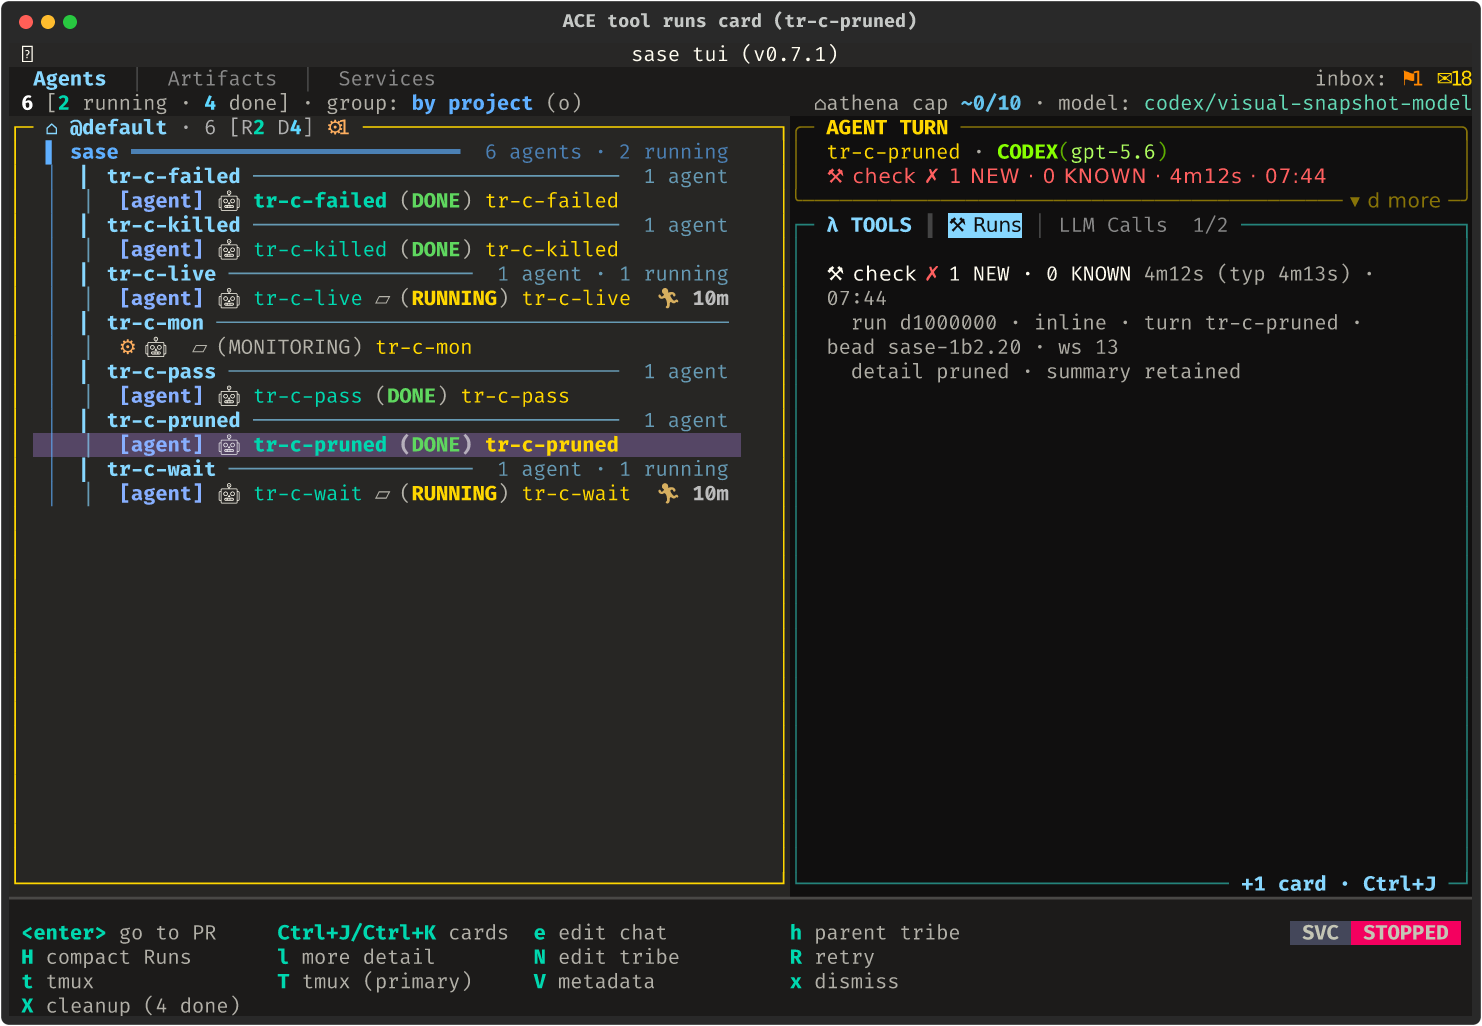 ACE tool runs card (tr-c-pruned)
sase tui (v0.7.1)
Agents │ Artifacts │ Services
inbox: ⚑1 ✉18
6 [2 running · 4 done] · group: by project (o)
⌂athena cap ~0/10 · model: codex/visual-snapshot-model
⌂ @default · 6 [R2 D4] ⚙1
sase 6 agents · 2 running
tr-c-failed 1 agent
[agent] 🤖 tr-c-failed (DONE) tr-c-failed
tr-c-killed 1 agent
[agent] 🤖 tr-c-killed (DONE) tr-c-killed
tr-c-live 1 agent · 1 running
[agent] 🤖 tr-c-live ▱ (RUNNING) tr-c-live 🏃 10m
tr-c-mon
⚙ 🤖 ▱ (MONITORING) tr-c-mon
tr-c-pass 1 agent
[agent] 🤖 tr-c-pass (DONE) tr-c-pass
tr-c-pruned 1 agent
[agent] 🤖 tr-c-pruned (DONE) tr-c-pruned
tr-c-wait 1 agent · 1 running
[agent] 🤖 tr-c-wait ▱ (RUNNING) tr-c-wait 🏃 10m
AGENT TURN
tr-c-pruned · CODEX(gpt-5.6)
⚒ check ✗ 1 NEW · 0 KNOWN · 4m12s · 07:44
▾ d more
λ TOOLS ║ ⚒ Runs │ LLM Calls 1/2
⚒ check ✗ 1 NEW · 0 KNOWN 4m12s (typ 4m13s) ·
07:44
run d1000000 · inline · turn tr-c-pruned ·
bead sase-1b2.20 · ws 13
detail pruned · summary retained
+1 card · Ctrl+J
<enter> go to PR Ctrl+J/Ctrl+K cards e edit chat h parent tribe SVC STOPPED
H compact Runs l more detail N edit tribe R retry
t tmux T tmux (primary) V metadata x dismiss
X cleanup (4 done)